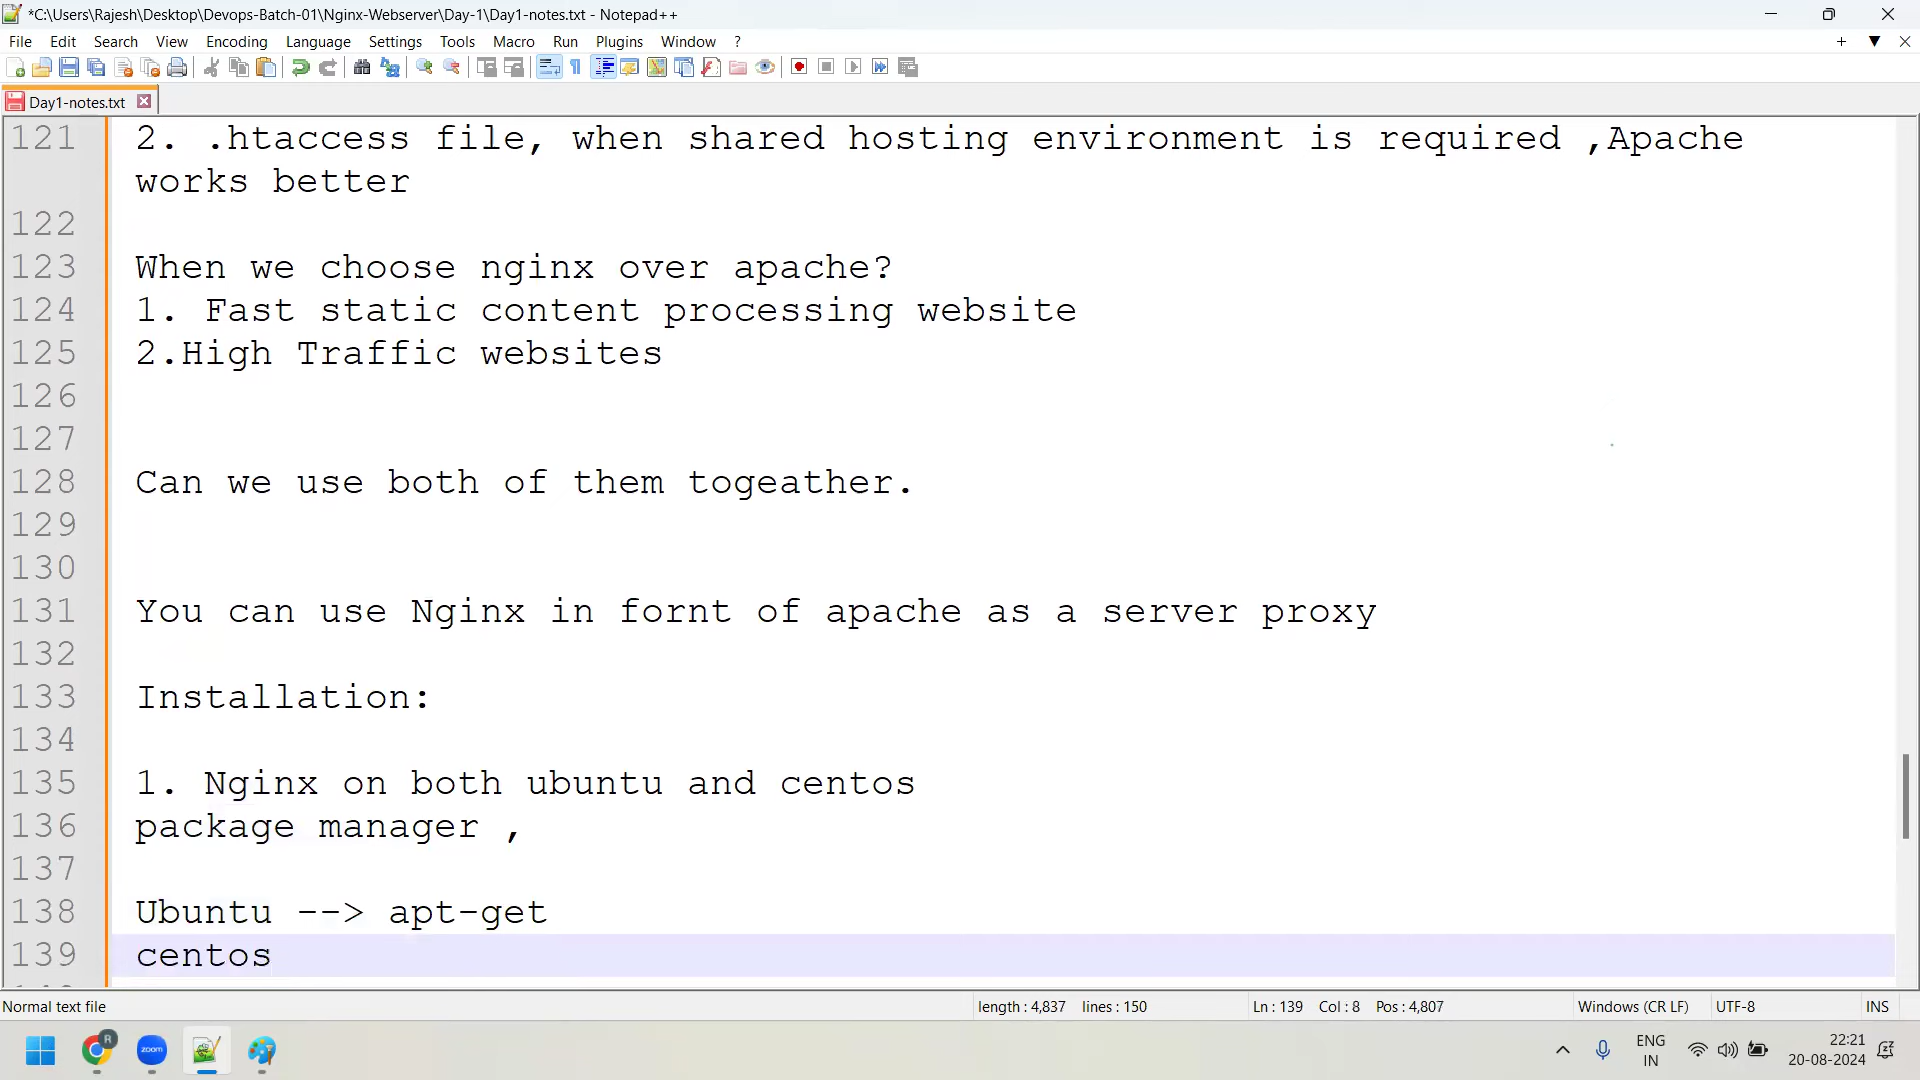 *C:\Users\Rajesh\Desktop\Devops-Batch-01\Nginx-Webserver\Day-1\Day1-notes.txt - Notepad++
File Edit Search View Encoding Language Settings Tools Macro Run Plugins Window ?
Day1-notes.txt
121 2. .htaccess file, when shared hosting environment is required ,Apache
works better
122
123 When we choose nginx over apache?
124 1. Fast static content processing website
125 2.High Traffic websites
126
127
128 Can we use both of them togeather.
129
130
131 You can use Nginx in fornt of apache as a server proxy
132
133 Installation:
134
135 1. Nginx on both ubuntu and centos
136 package manager ,
137
138 Ubuntu --> apt-get
139 centos
Normal text file length : 4,837 lines : 150 Ln : 139 Col : 8 Pos : 4,807 Windows (CR LF) UTF-8 INS
R
zoom
ENG
IN
22:21
20-08-2024